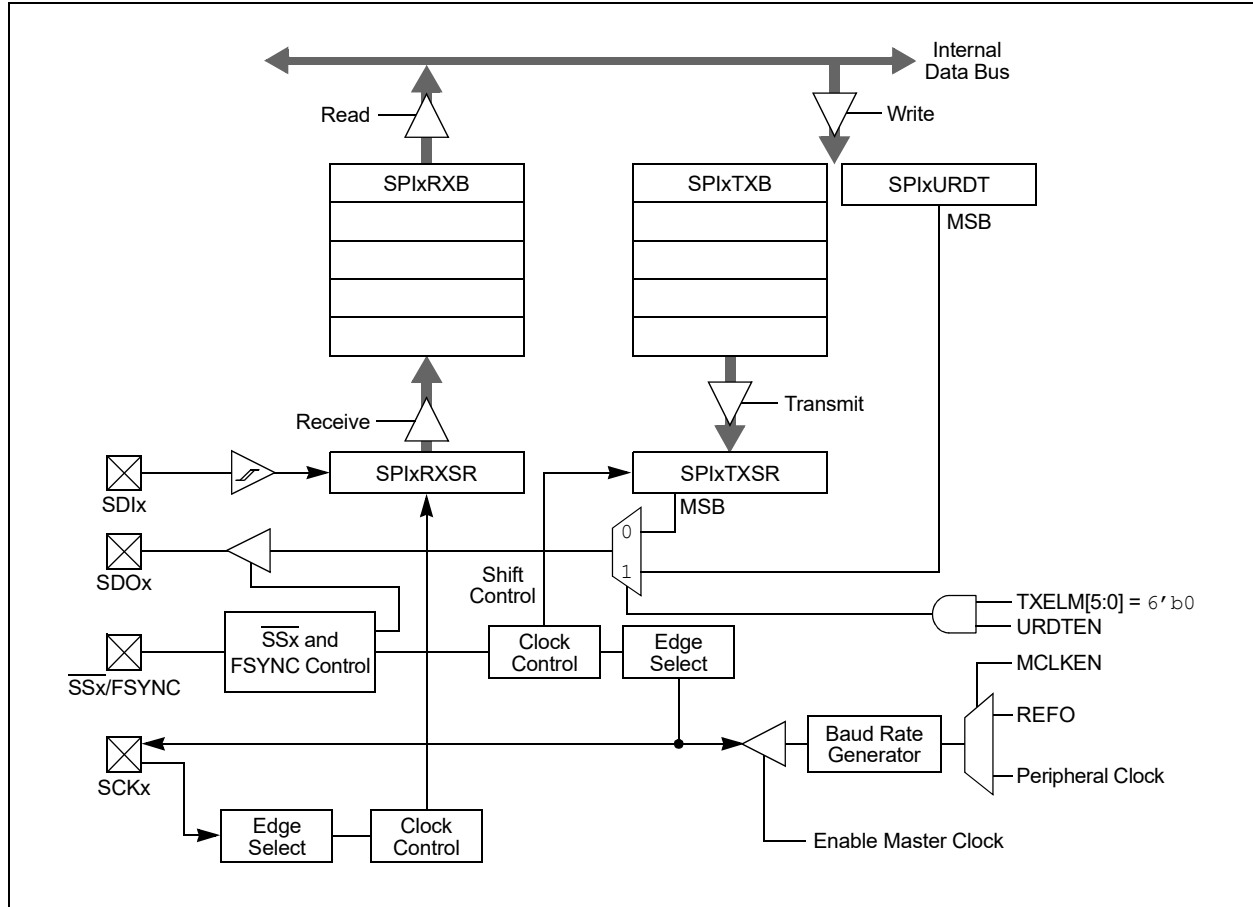 Internal
Data Bus
Read
Write
SPIxRXB
SPIxTXB
SPIxURDT
MSB
Receive
Transmit
SPIxRXSR
SPIxTXSR
SDIx
MSB
0
SDOx
1
Shift
Control
TXELM[5:0] = 6’b0
URDTEN
SSx and
FSYNC Control
Clock
Control
Edge
Select
SSx/FSYNC
MCLKEN
REFO
Baud Rate
Generator
SCKx
Peripheral Clock
Edge
Select
Clock
Control
Enable Master Clock